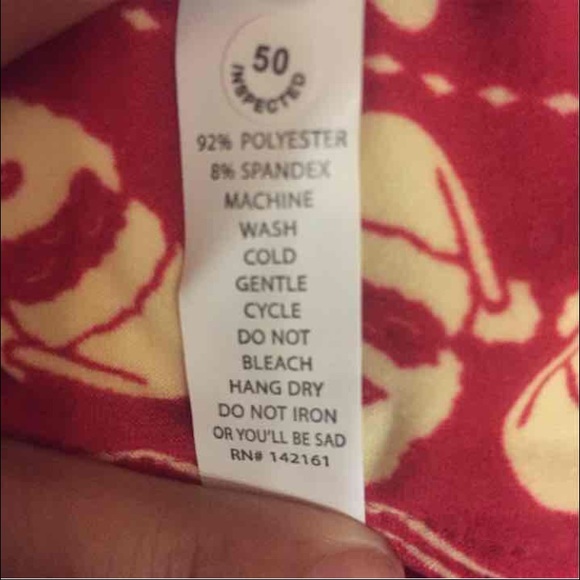 50
INSPECTED
92% POLYESTER
8% SPANDEX
MACHINE
WASH
COLD
GENTLE
CYCLE
DO NOT
BLEACH
HANG DRY
DO NOT IRON
OR YOU'LL BE SAD
RN# 142161